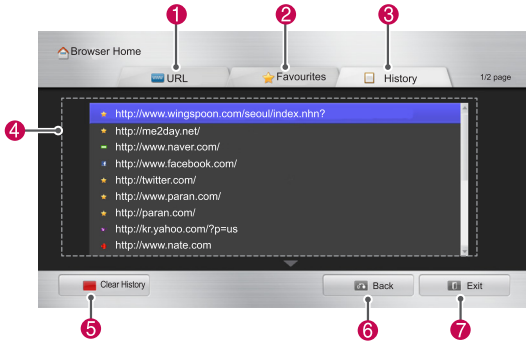 1 2 3
Browser Home
URL Favourites History 1/2 page
4
http://www.wingspoon.com/seoul/index.nhn?
http://me2day.net/
http://www.naver.com/
http://www.facebook.com/
http://twitter.com/
http://www.paran.com/
http://paran.com/
http://kr.yahoo.com/?p=us
http://www.nate.com
Clear History Back Exit
5 6 7